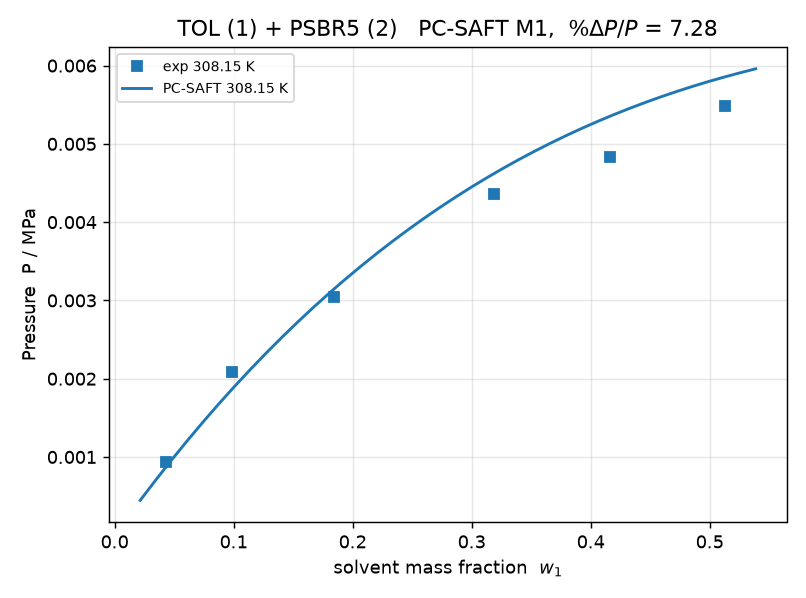 TOL (1) + PSBR5 (2)   PC-SAFT M1,  %ΔP/P = 7.28
exp 308.15 K
PC-SAFT 308.15 K
0.006
0.005
0.004
0.003
0.002
0.001
Pressure  P / MPa
0.0 0.1 0.2 0.3 0.4 0.5
solvent mass fraction  w₁